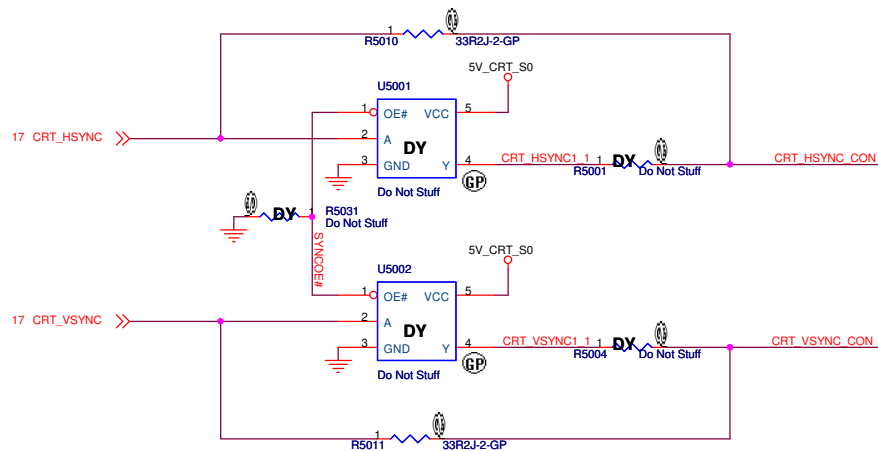 1
R5010
33R2J-2-GP
5V_CRT_S0
U5001
1 OE# VCC 5
17 CRT_HSYNC
2 A
DY
3 GND Y 4
CRT_HSYNC1_1 1 DY
CRT_HSYNC_CON
R5001 Do Not Stuff
GP
Do Not Stuff
DY 1 R5031
Do Not Stuff
SYNCOE#
5V_CRT_S0
U5002
1 OE# VCC 5
17 CRT_VSYNC
2 A
DY
3 GND Y 4
CRT_VSYNC1_1 1 DY
CRT_VSYNC_CON
R5004 Do Not Stuff
GP
Do Not Stuff
1
R5011
33R2J-2-GP